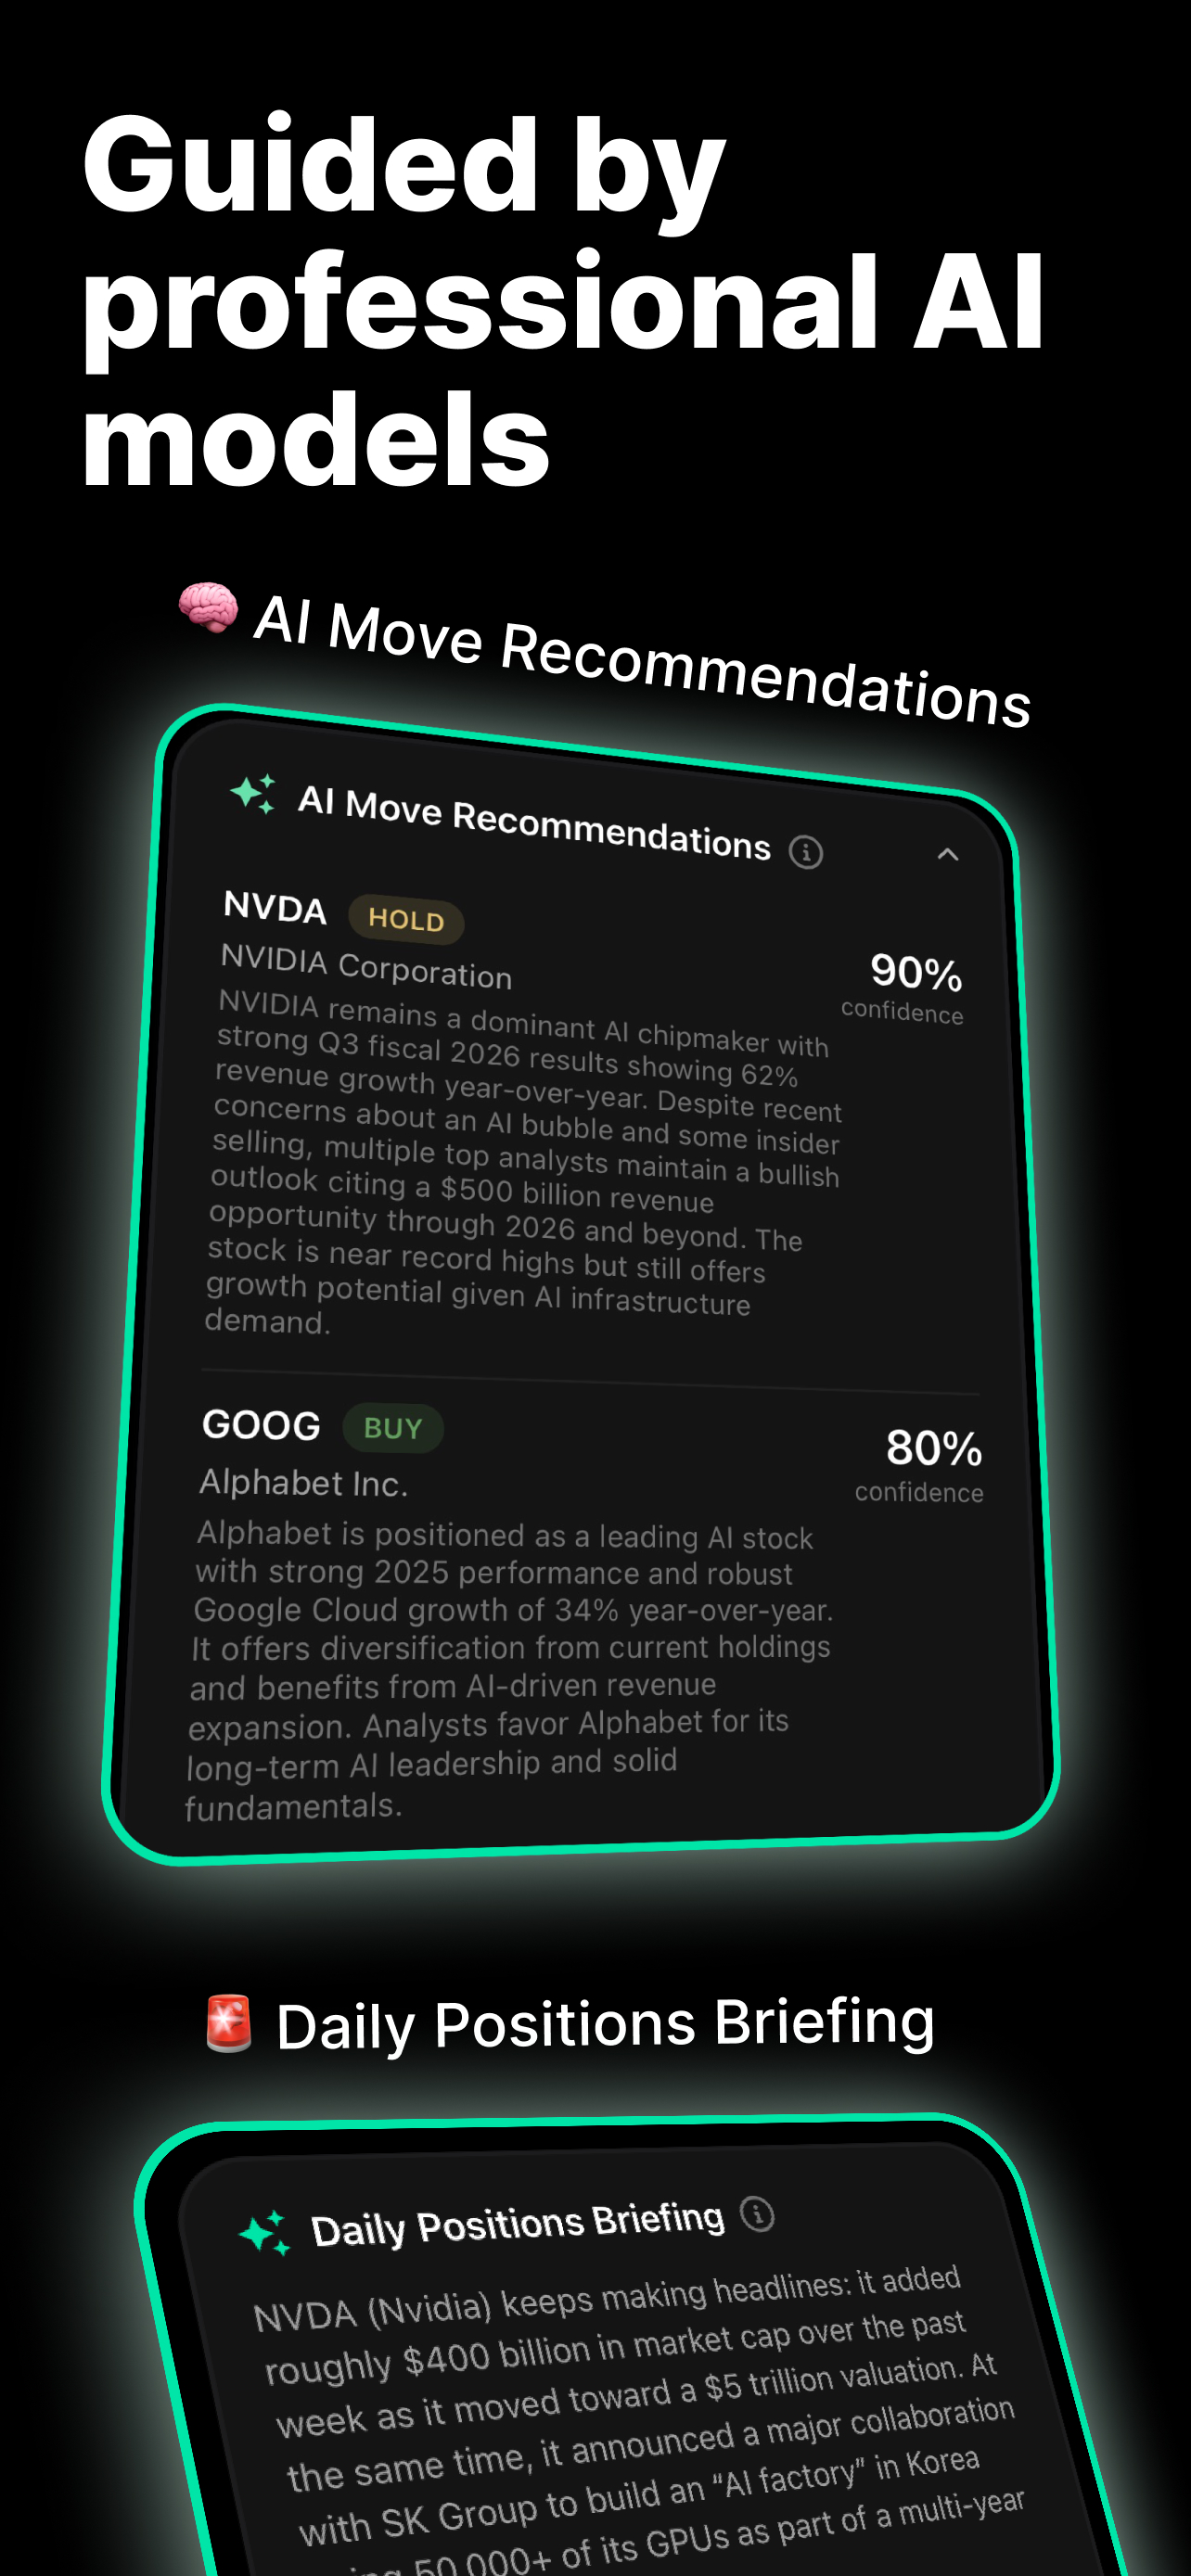 Guided by
professional AI
models
AI Move Recommendations
AI Move Recommendations
NVDA HOLD
NVIDIA Corporation
90%
confidence
NVIDIA remains a dominant AI chipmaker with
strong Q3 fiscal 2026 results showing 62%
revenue growth year-over-year. Despite recent
concerns about an AI bubble and some insider
selling, multiple top analysts maintain a bullish
outlook citing a $500 billion revenue
opportunity through 2026 and beyond. The
stock is near record highs but still offers
growth potential given AI infrastructure
demand.
GOOG BUY
80%
Alphabet Inc.
confidence
Alphabet is positioned as a leading AI stock
with strong 2025 performance and robust
Google Cloud growth of 34% year-over-year.
It offers diversification from current holdings
and benefits from AI-driven revenue
expansion. Analysts favor Alphabet for its
long-term AI leadership and solid
fundamentals.
Daily Positions Briefing
Daily Positions Briefing
NVDA (Nvidia) keeps making headlines: it added
roughly $400 billion in market cap over the past
week as it moved toward a $5 trillion valuation. At
the same time, it announced a major collaboration
with SK Group to build an “AI factory” in Korea
50,000+ of its GPUs as part of a multi-year